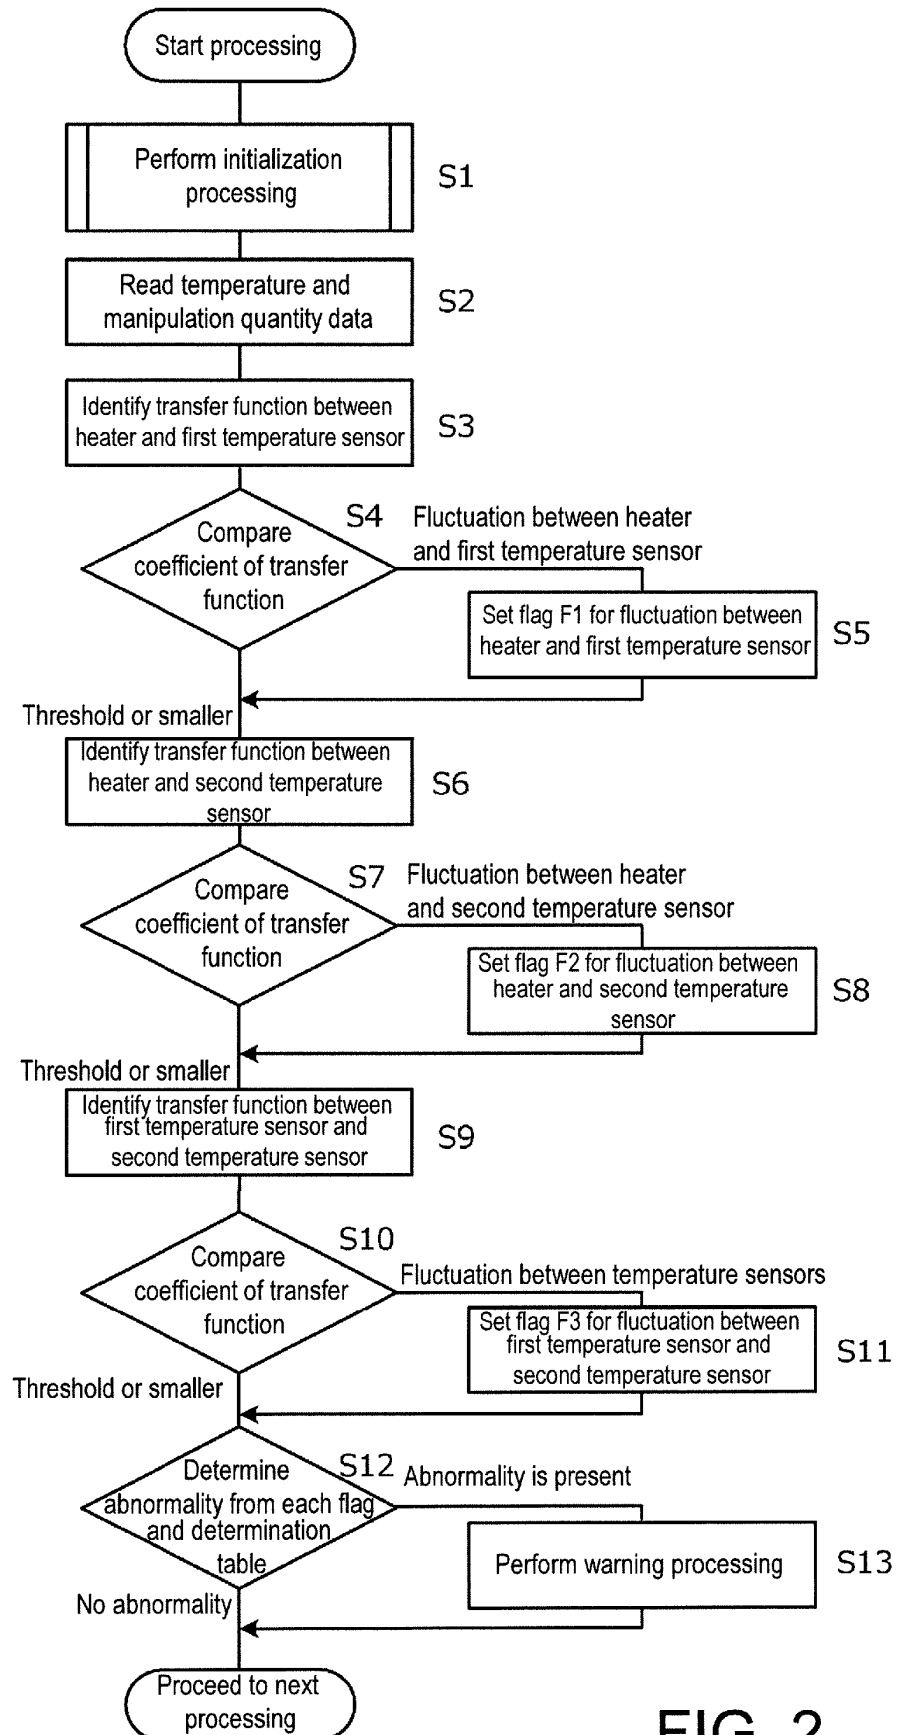 Start processing
Perform initialization
processing
S1
Read temperature and
manipulation quantity data
S2
Identify transfer function between
heater and first temperature sensor
S3
Compare
coefficient of transfer
function
S4
Fluctuation between heater
and first temperature sensor
Set flag F1 for fluctuation between
heater and first temperature sensor
S5
Threshold or smaller
Identify transfer function between
heater and second temperature
sensor
S6
Compare
coefficient of transfer
function
S7
Fluctuation between heater
and second temperature sensor
Set flag F2 for fluctuation between
heater and second temperature
sensor
S8
Threshold or smaller
Identify transfer function between
first temperature sensor and
second temperature sensor
S9
Compare
coefficient of transfer
function
S10
Fluctuation between temperature sensors
Set flag F3 for fluctuation between
first temperature sensor and
second temperature sensor
S11
Threshold or smaller
Determine
abnormality from each flag
and determination
table
S12
Abnormality is present
Perform warning processing
S13
No abnormality
Proceed to next
processing
FIG. 2